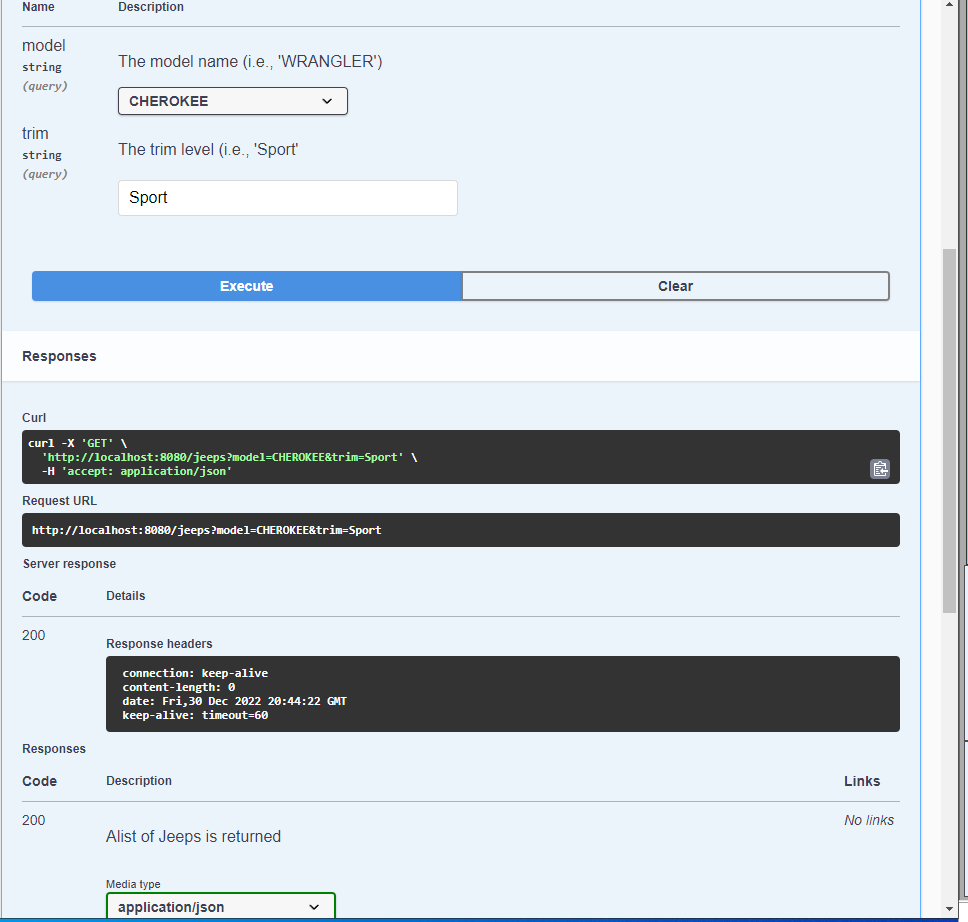 Name Description
model
string
(query)
The model name (i.e., 'WRANGLER')
CHEROKEE
trim
string
(query)
The trim level (i.e., 'Sport'
Sport
Execute Clear
Responses
Curl
curl -X 'GET' \
'http://localhost:8080/jeeps?model=CHEROKEE&trim=Sport' \
-H 'accept: application/json'
Request URL
http://localhost:8080/jeeps?model=CHEROKEE&trim=Sport
Server response
Code Details
200
Response headers
connection: keep-alive
content-length: 0
date: Fri,30 Dec 2022 20:44:22 GMT
keep-alive: timeout=60
Responses
Code Description Links
200 No links
Alist of Jeeps is returned
Media type
application/json